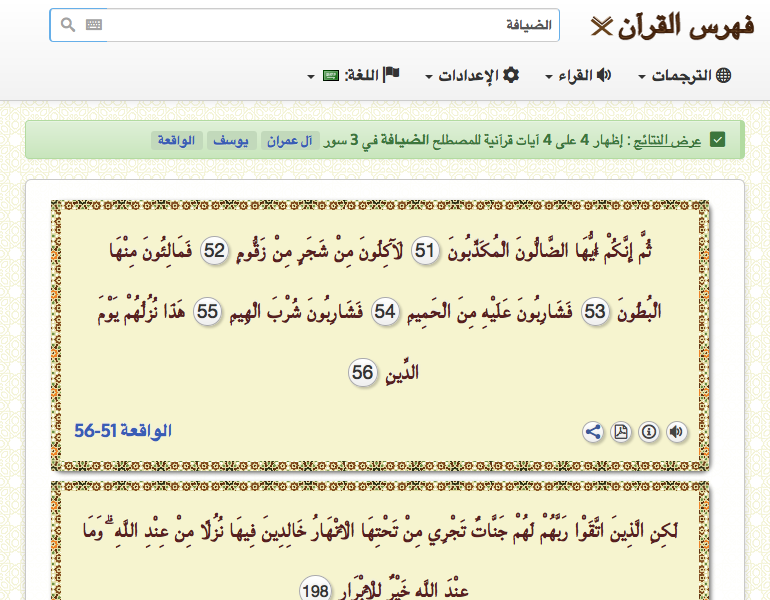 فهرس القرآن
الضيافة
الترجمات القراء الإعدادات اللغة:
عرض النتائج : إظهار 4 على 4 آيات قرآنية للمصطلح الضيافة في 3 سور آل عمران يوسف الواقعة
ثُمَّ إِنَّكُمْ أَيُّهَا الضَّالُّونَ الْمُكَذِّبُونَ 51 لَآكِلُونَ مِنْ شَجَرٍ مِنْ زَقُّومٍ 52 فَمَالِئُونَ مِنْهَا
الْبُطُونَ 53 فَشَارِبُونَ عَلَيْهِ مِنَ الْحَمِيمِ 54 فَشَارِبُونَ شُرْبَ الْهِيمِ 55 هَذَا نُزُلُهُمْ يَوْمَ
الدِّينِ 56
الواقعة 51-56
لَكِنِ الَّذِينَ اتَّقَوْا رَبَّهُمْ لَهُمْ جَنَّاتٌ تَجْرِي مِنْ تَحْتِهَا الْأَنْهَارُ خَالِدِينَ فِيهَا نُزُلًا مِنْ عِنْدِ اللَّهِ ۗ وَمَا
عِنْدَ اللَّهِ خَيْرٌ لِلْأَبْرَارِ 198